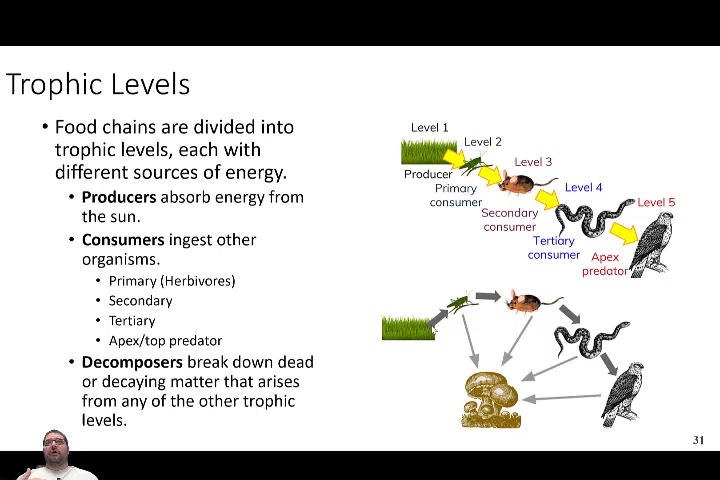 Trophic Levels
• Food chains are divided into
trophic levels, each with
different sources of energy.
• Producers absorb energy from
the sun.
• Consumers ingest other
organisms.
• Primary (Herbivores)
• Secondary
• Tertiary
• Apex/top predator
• Decomposers break down dead
or decaying matter that arises
from any of the other trophic
levels.
Level 1
Level 2
Level 3
Level 4
Level 5
Producer
Primary
consumer
Secondary
consumer
Tertiary
consumer
Apex
predator
31